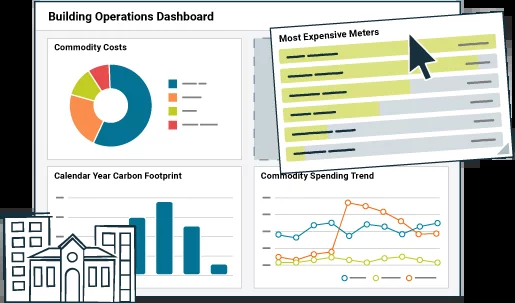 Building Operations Dashboard
Commodity Costs
Most Expensive Meters
Calendar Year Carbon Footprint
Commodity Spending Trend